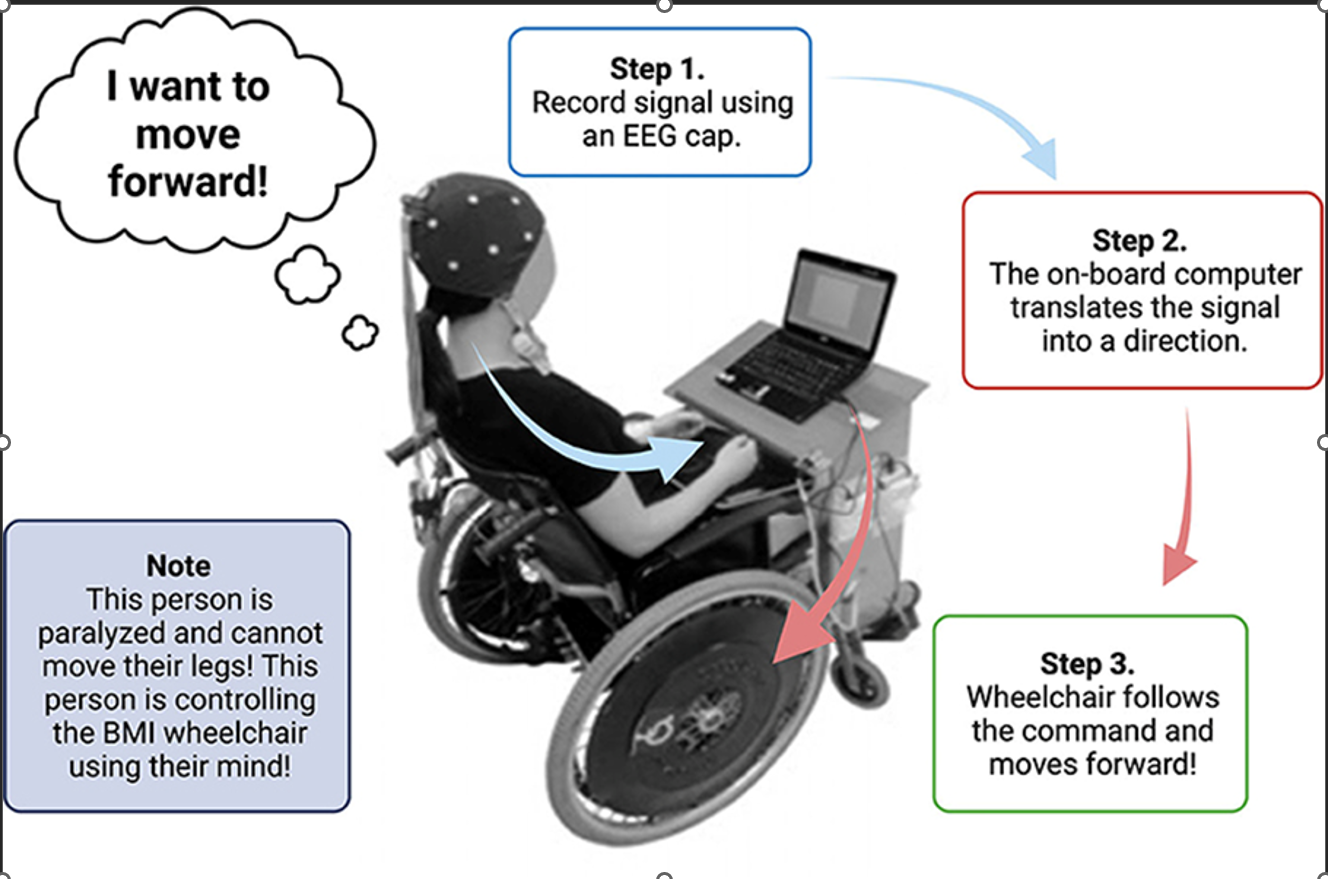 I want to
move
forward!
Step 1.
Record signal using
an EEG cap.
Step 2.
The on-board computer
translates the signal
into a direction.
Note
This person is
paralyzed and cannot
move their legs! This
person is controlling
the BMI wheelchair
using their mind!
Step 3.
Wheelchair follows
the command and
moves forward!